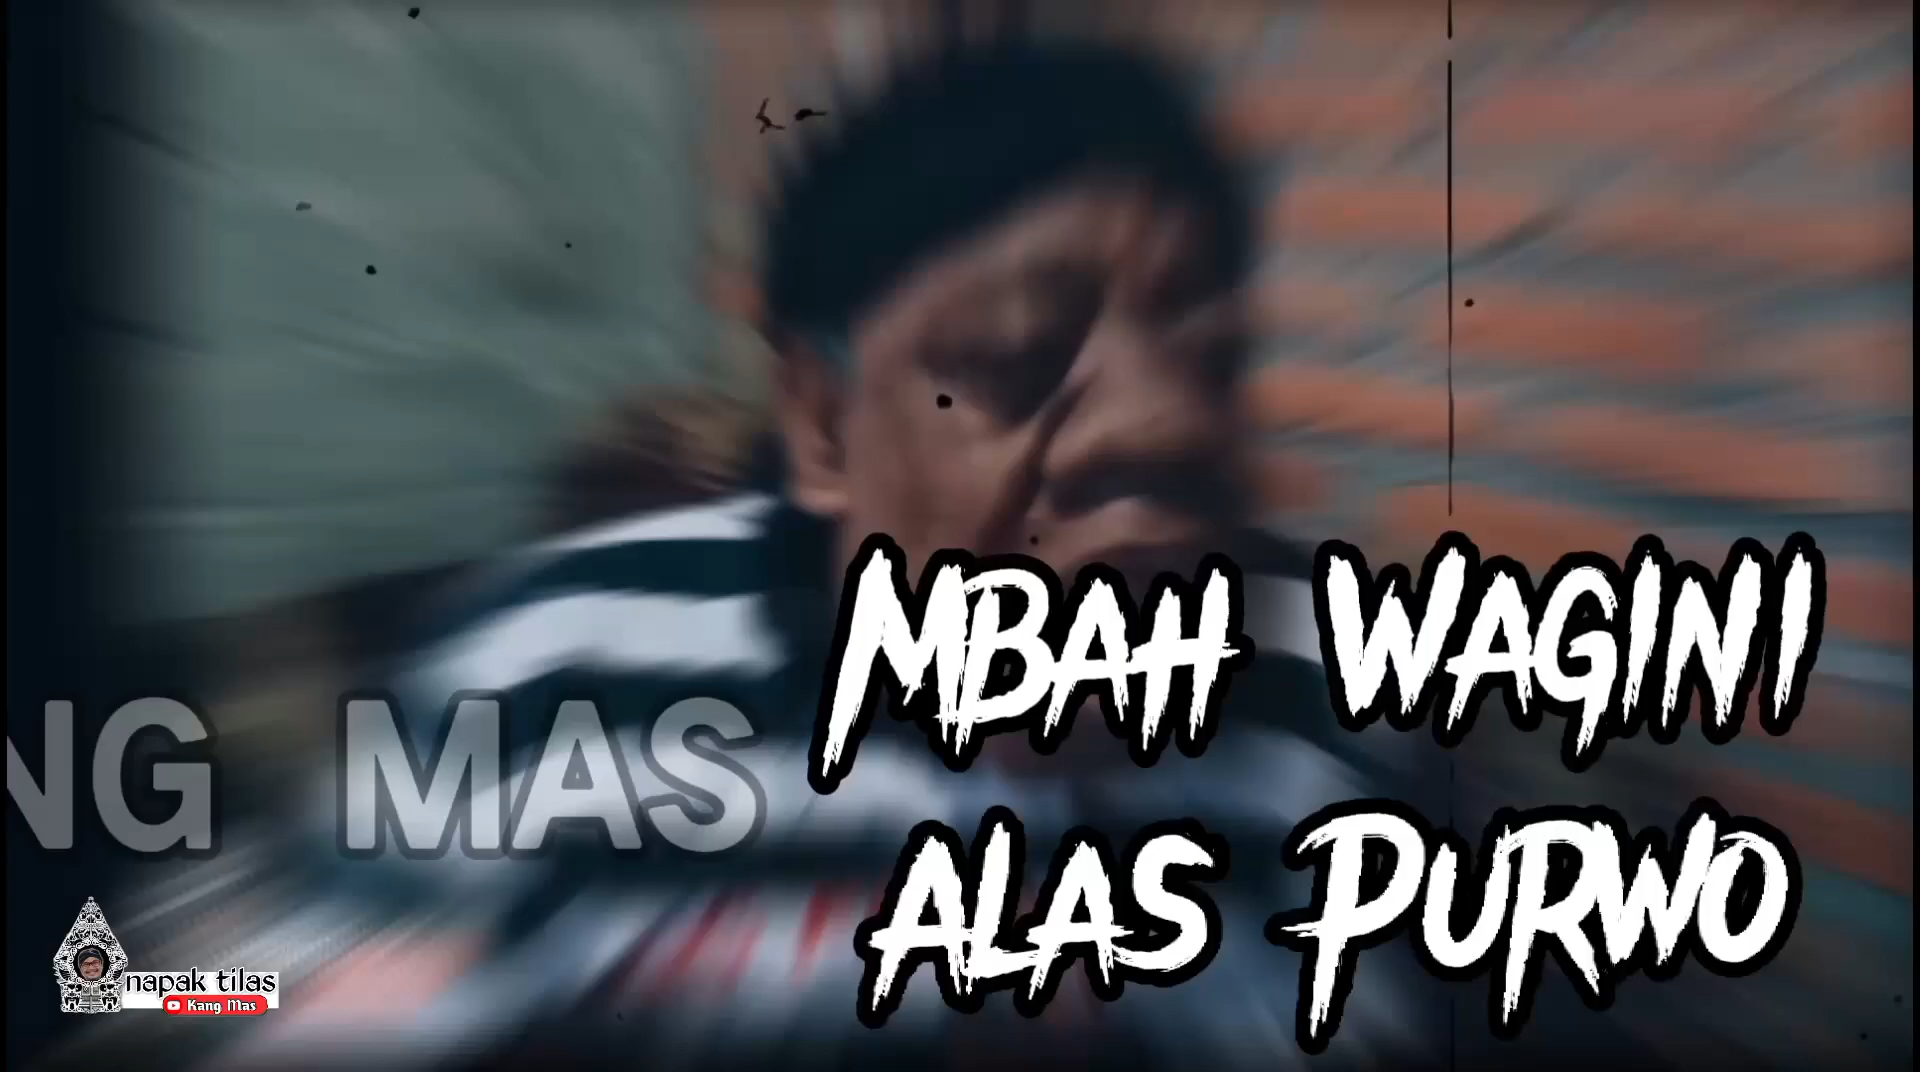 MBAH WAGINI
ALAS PURWO
NG MAS
napak tilas
Kang Mas